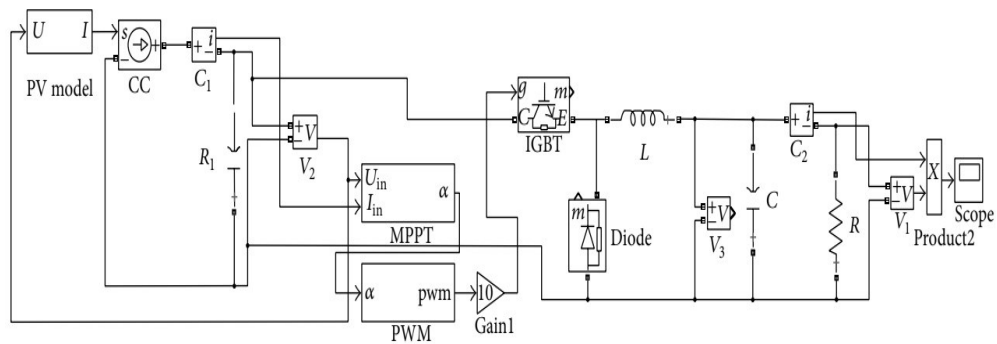 U I
PV model
s
+
−
CC
+ i
−
C1
R1
+ V
−
V2
Uin
Iin
α
MPPT
α pwm
PWM
10
Gain1
g m
C E
IGBT
L
m
Diode
+ V
−
V3
C
+ i
−
C2
R
+ V
−
V1
X
Product2
Scope